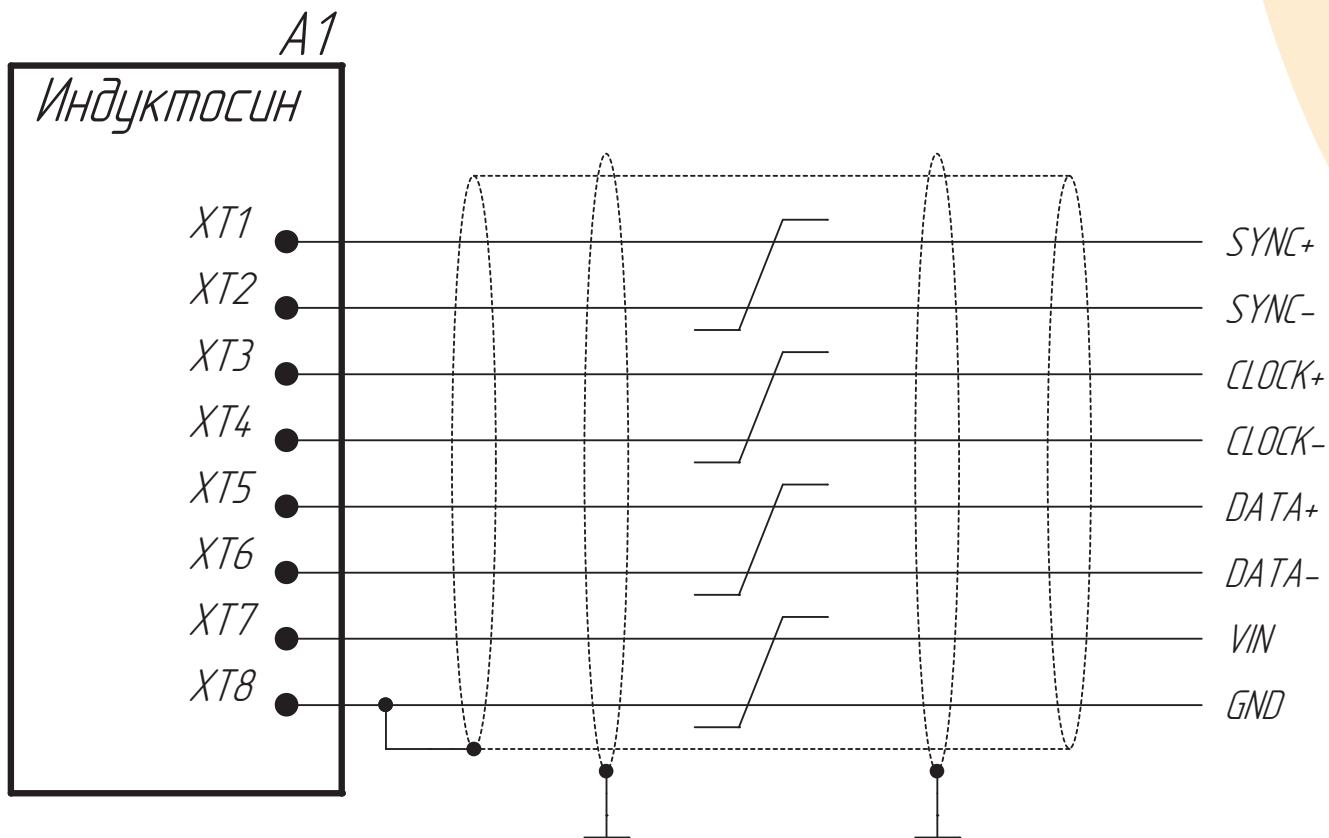 A1
Индуктосин
XT1
SYNC+
XT2
SYNC-
XT3
CLOCK+
XT4
CLOCK-
XT5
DATA+
XT6
DATA-
XT7
VIN
XT8
GND